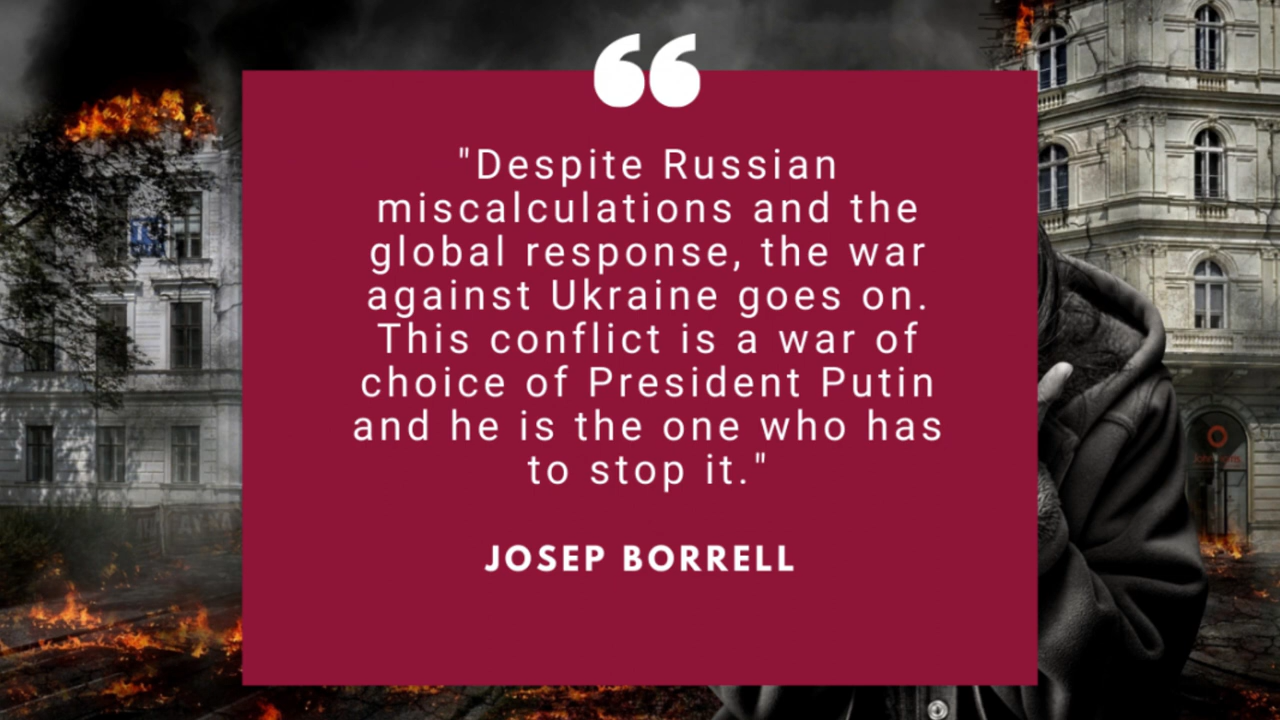 "Despite Russian
miscalculations and the
global response, the war
against Ukraine goes on.
This conflict is a war of
choice of President Putin
and he is the one who has
to stop it."
JOSEP BORRELL